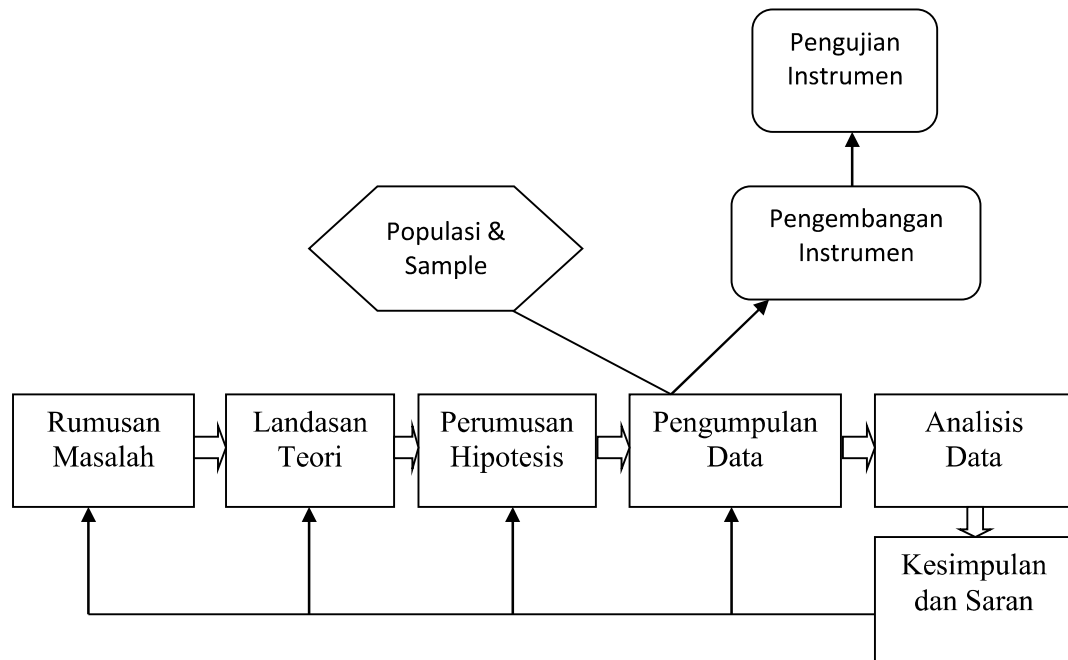 Pengujian
Instrumen
Populasi &
Sample
Pengembangan
Instrumen
Rumusan
Masalah
Landasan
Teori
Perumusan
Hipotesis
Pengumpulan
Data
Analisis
Data
Kesimpulan
dan Saran